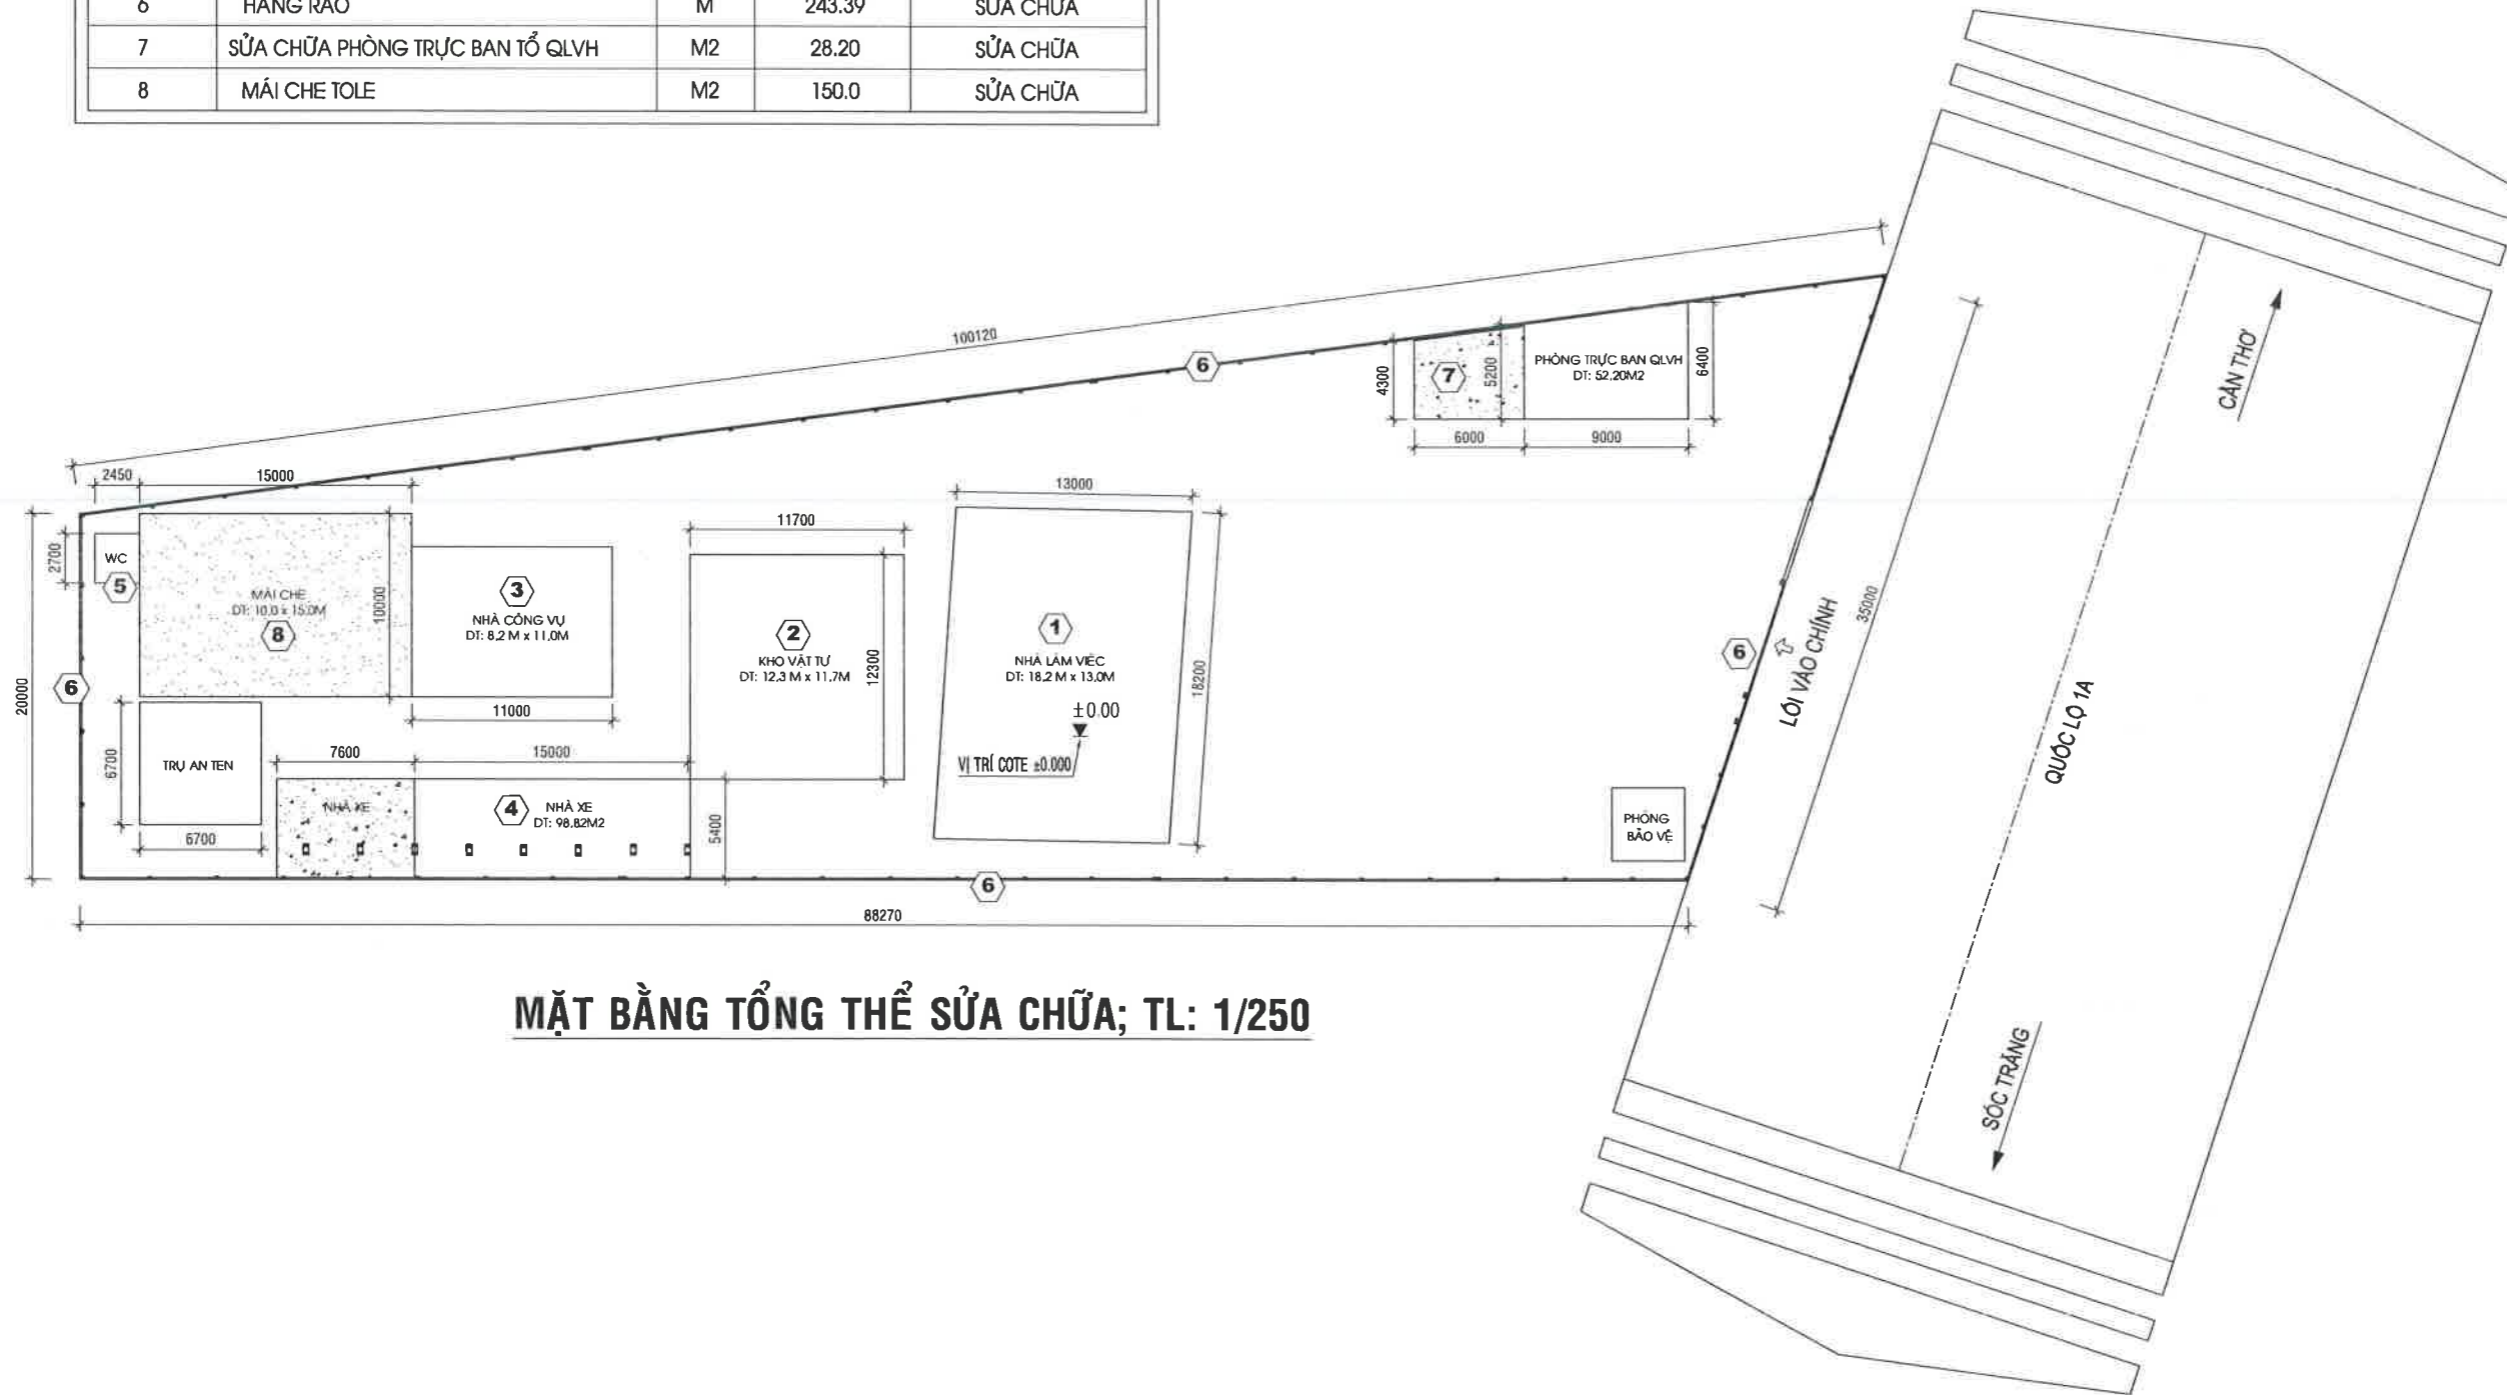 6 HÀNG RÀO M 243.39 SỬA CHỮA
7 SỬA CHỮA PHÒNG TRỰC BAN TỔ QLVH M2 28.20 SỬA CHỮA
8 MÁI CHE TOLE M2 150.0 SỬA CHỮA
100120
6
7
4300
5200
PHÒNG TRỰC BAN QLVH
DT: 52,20M2
6400
6000
9000
CẦN THƠ
2450
15000
2700
WC
5
MÁI CHE
DT: 10,0 x 15,0M
8
10000
3
NHÀ CÔNG VỤ
DT: 8,2 M x 11,0M
11000
11700
2
KHO VẬT TƯ
DT: 12,3 M x 11,7M
12300
13000
1
NHÀ LÀM VIỆC
DT: 18,2 M x 13,0M
±0.00
VỊ TRÍ COTE ±0.000
18200
6
LỐI VÀO CHÍNH
35000
QUỐC LỘ 1A
20000
6
6700
TRỤ AN TEN
6700
7600
15000
NHÀ XE
4
NHÀ XE
DT: 98,82M2
5400
PHÒNG
BẢO VỆ
6
88270
SÓC TRĂNG
MẶT BẰNG TỔNG THỂ SỬA CHỮA; TL: 1/250